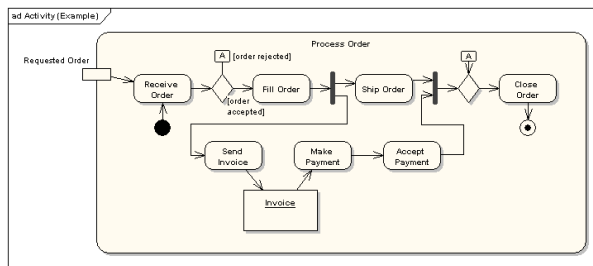 ad Activity (Example)
Process Order
Requested Order
A
[order rejected]
A
Receive
Order
Fill Order
Ship Order
Close
Order
[order
accepted]
Send
Invoice
Make
Payment
Accept
Payment
Invoice